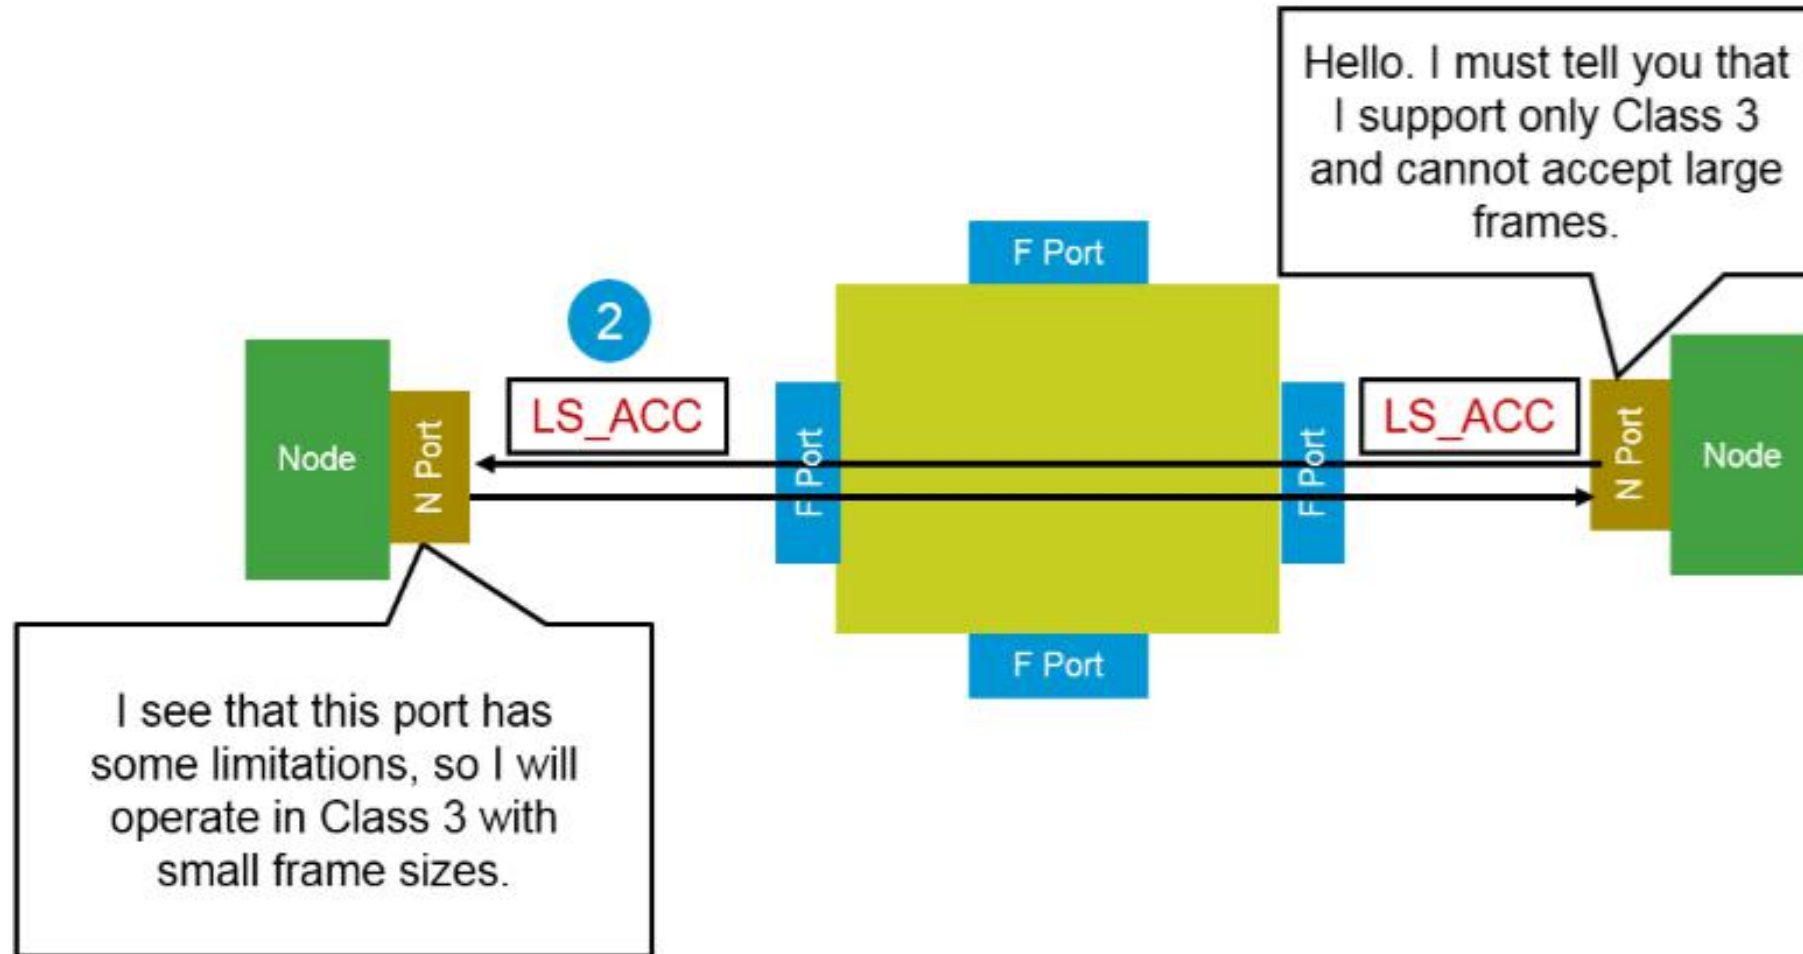 Hello. I must tell you that
I support only Class 3
and cannot accept large
frames.
F Port
2
LS_ACC
LS_ACC
Node
N Port
F Port
F Port
N Port
Node
F Port
I see that this port has
some limitations, so I will
operate in Class 3 with
small frame sizes.